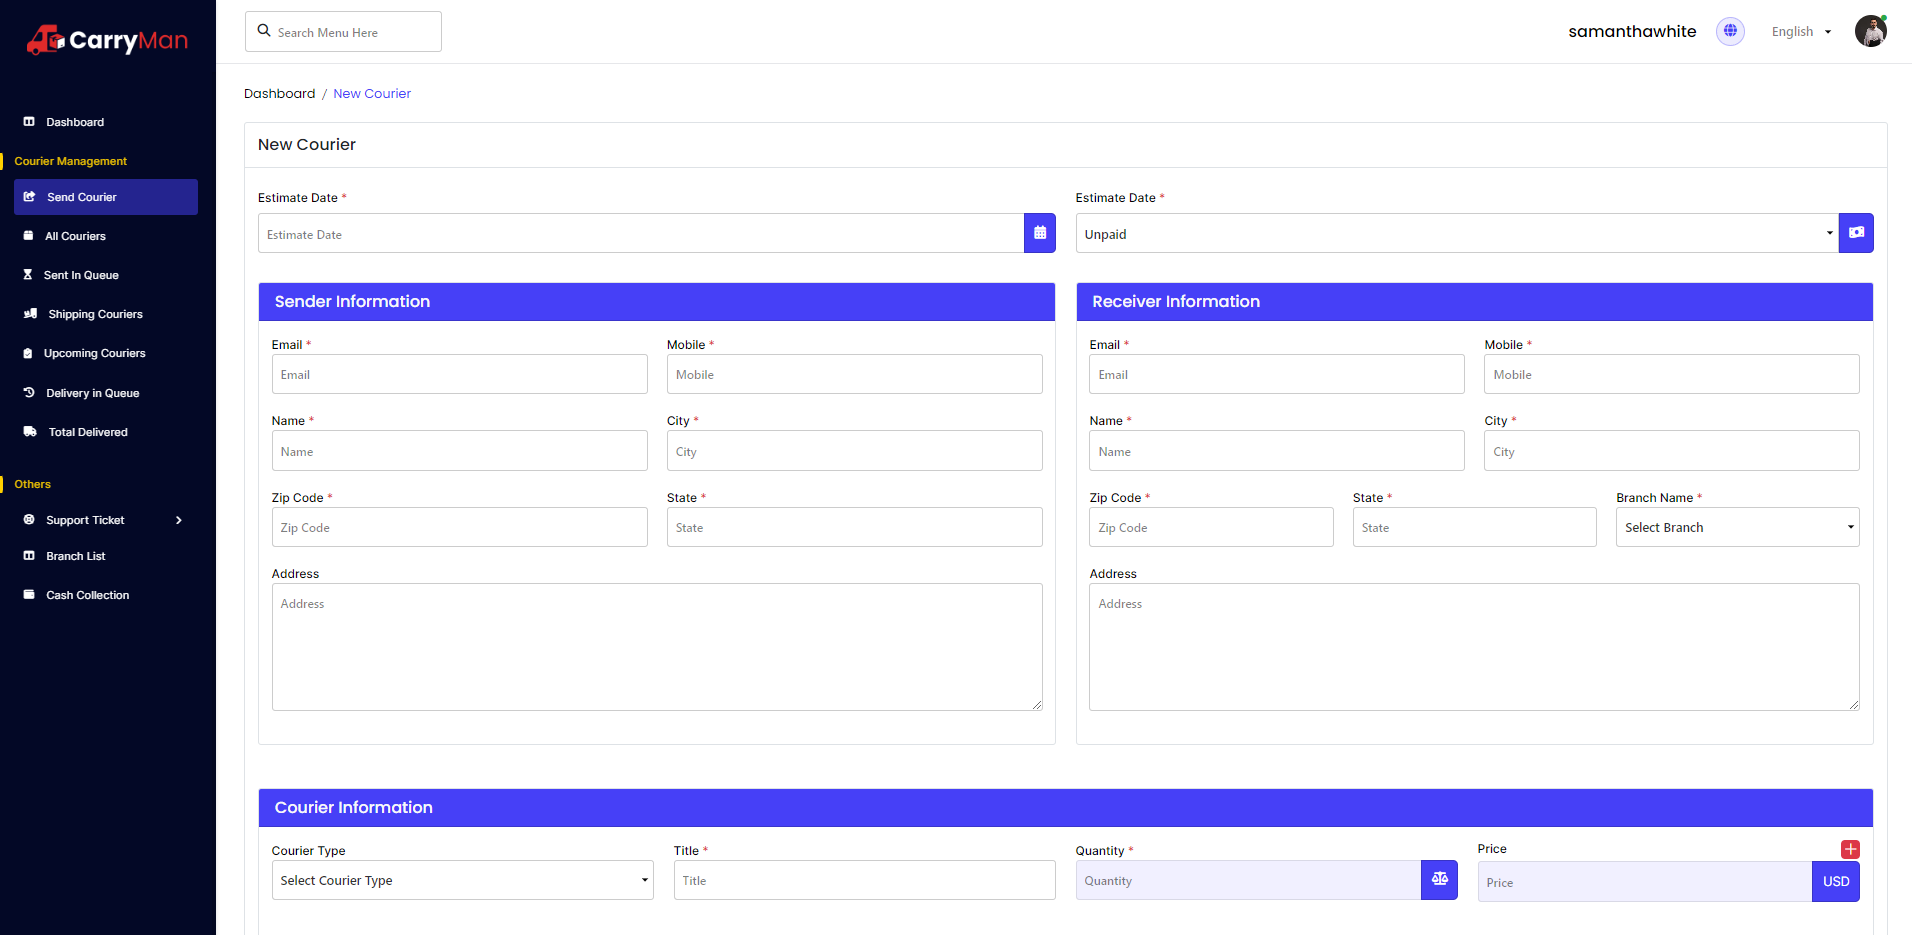 CarryMan
Search Menu Here
samanthawhite
English
Dashboard / New Courier
Dashboard
Courier Management
Send Courier
All Couriers
Sent In Queue
Shipping Couriers
Upcoming Couriers
Delivery in Queue
Total Delivered
Others
Support Ticket
Branch List
Cash Collection
New Courier
Estimate Date *
Estimate Date
Estimate Date *
Unpaid
Sender Information
Email * Mobile *
Email Mobile
Name * City *
Name City
Zip Code * State *
Zip Code State
Address
Address
Receiver Information
Email * Mobile *
Email Mobile
Name * City *
Name City
Zip Code * State * Branch Name *
Zip Code State Select Branch
Address
Address
Courier Information
Courier Type Title * Quantity * Price
Select Courier Type Title Quantity Price USD